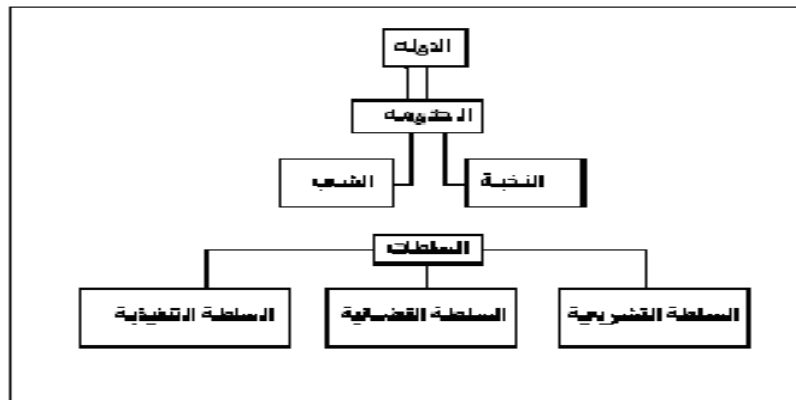 الدولة
الحكومة
النخبة
الشعب
السلطات
السلطة التشريعية
السلطة القضائية
السلطة التنفيذية